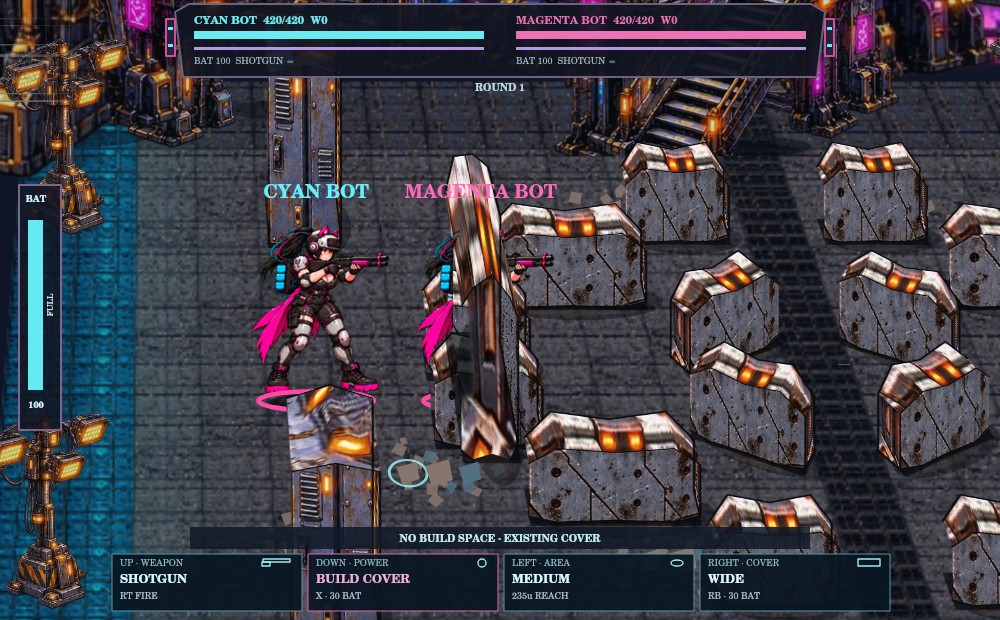 CYAN BOT 420/420 W0
MAGENTA BOT 420/420 W0
BAT 100 SHOTGUN ∞
BAT 100 SHOTGUN ∞
ROUND 1
BAT
FULL
100
CYAN BOT
MAGENTA BOT
NO BUILD SPACE · EXISTING COVER
UP · WEAPON
SHOTGUN
RT FIRE
DOWN · POWER
BUILD COVER
X · 30 BAT
LEFT · AREA
MEDIUM
235u REACH
RIGHT · COVER
WIDE
RB · 30 BAT